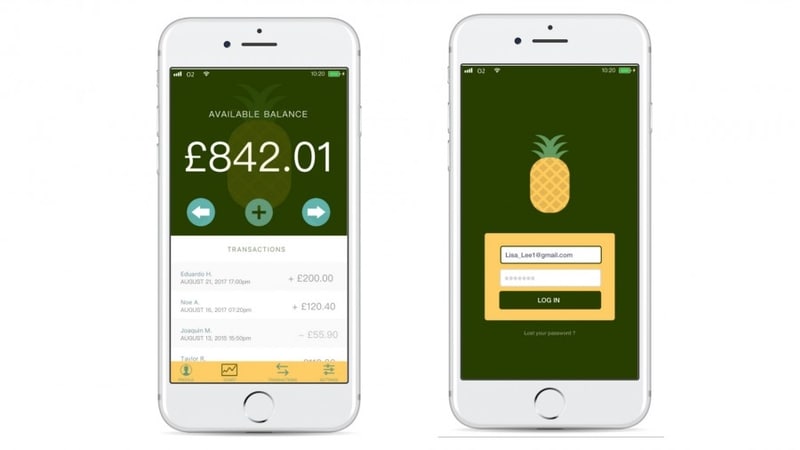 O2
10:20
AVAILABLE BALANCE
£842.01
TRANSACTIONS
Eduardo H.
AUGUST 21, 2017 17:00pm
+ £200.00
Noe A.
AUGUST 16, 2017 07:20pm
+ £120.40
Joaquin M.
AUGUST 13, 2015 15:50pm
– £55.90
Taylor R.
PROFILE
CHART
TRANSACTIONS
SETTINGS
O2
10:20
Lisa_Lee1@gmail.com
*******
LOG IN
Lost your password ?